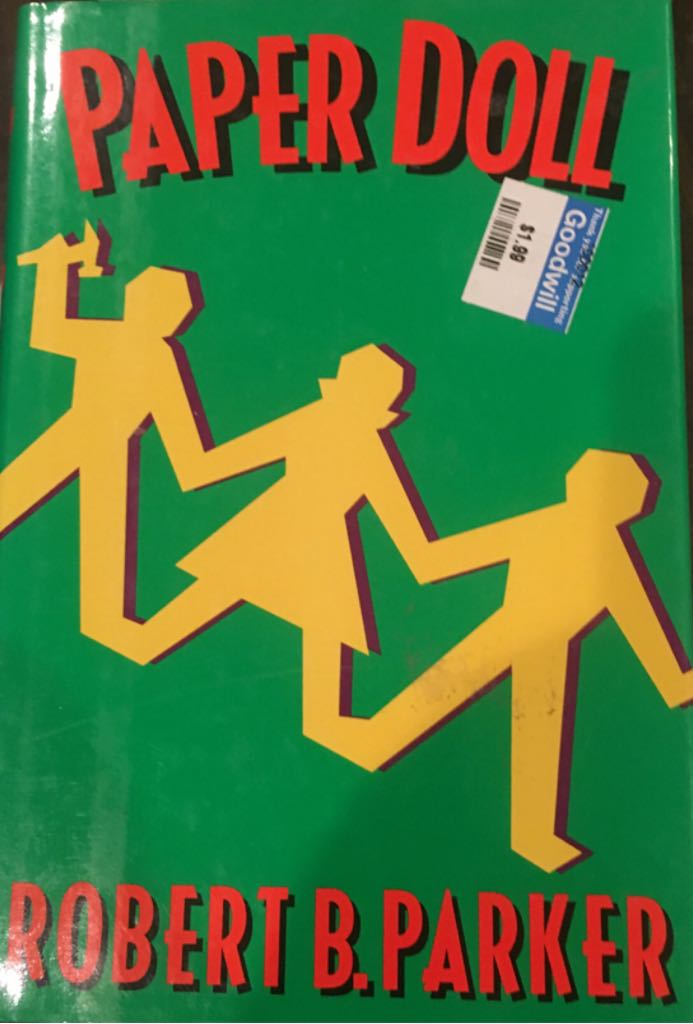 PAPER DOLL
Goodwill
$1.99
ROBERT B. PARKER